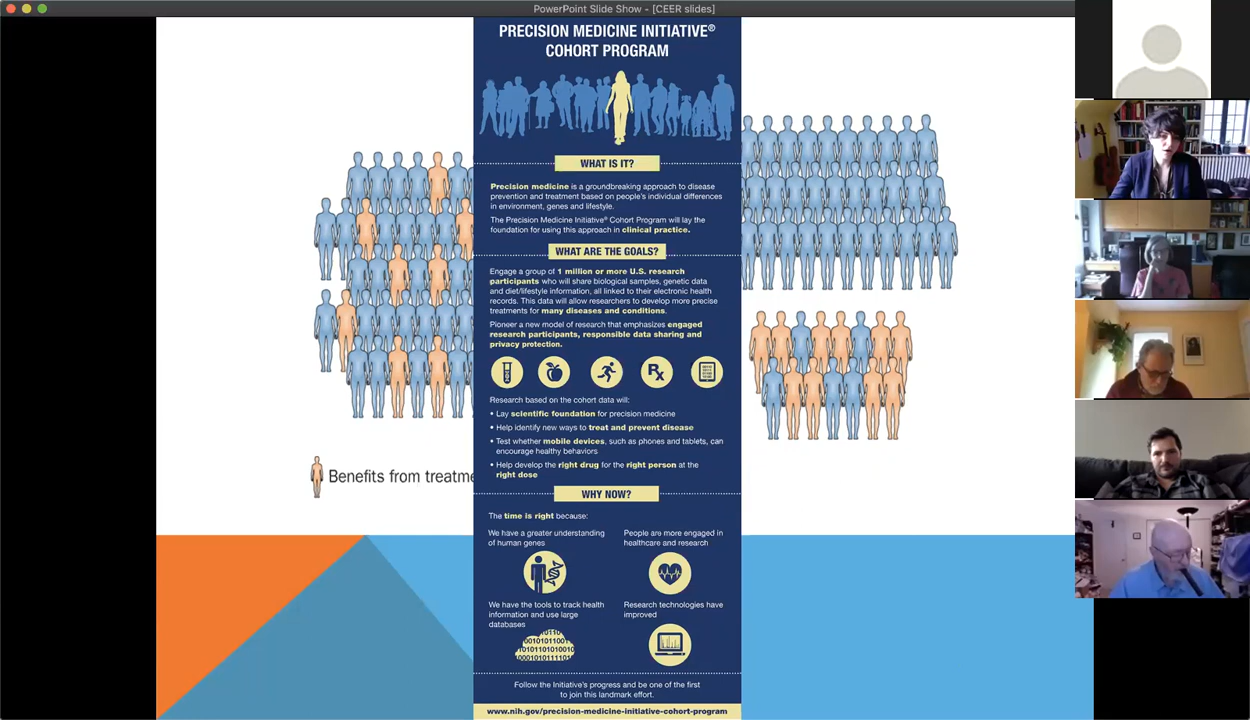 PowerPoint Slide Show - [CEER slides]
PRECISION MEDICINE INITIATIVE®
COHORT PROGRAM
WHAT IS IT?
Precision medicine is a groundbreaking approach to disease
prevention and treatment based on people's individual differences
in environment, genes and lifestyle.
The Precision Medicine Initiative® Cohort Program will lay the
foundation for using this approach in clinical practice.
WHAT ARE THE GOALS?
Engage a group of 1 million or more U.S. research
participants who will share biological samples, genetic data
and diet/lifestyle information, all linked to their electronic health
records. This data will allow researchers to develop more precise
treatments for many diseases and conditions.
Pioneer a new model of research that emphasizes engaged
research participants, responsible data sharing and
privacy protection.
Rx
Research based on the cohort data will:
• Lay scientific foundation for precision medicine
• Help identify new ways to treat and prevent disease
• Test whether mobile devices, such as phones and tablets, can
encourage healthy behaviors
• Help develop the right drug for the right person at the
right dose
Benefits from treatme
WHY NOW?
The time is right because:
We have a greater understanding
of human genes
People are more engaged in
healthcare and research
We have the tools to track health
information and use large
databases
Research technologies have
improved
Follow the Initiative's progress and be one of the first
to join this landmark effort.
www.nih.gov/precision-medicine-initiative-cohort-program